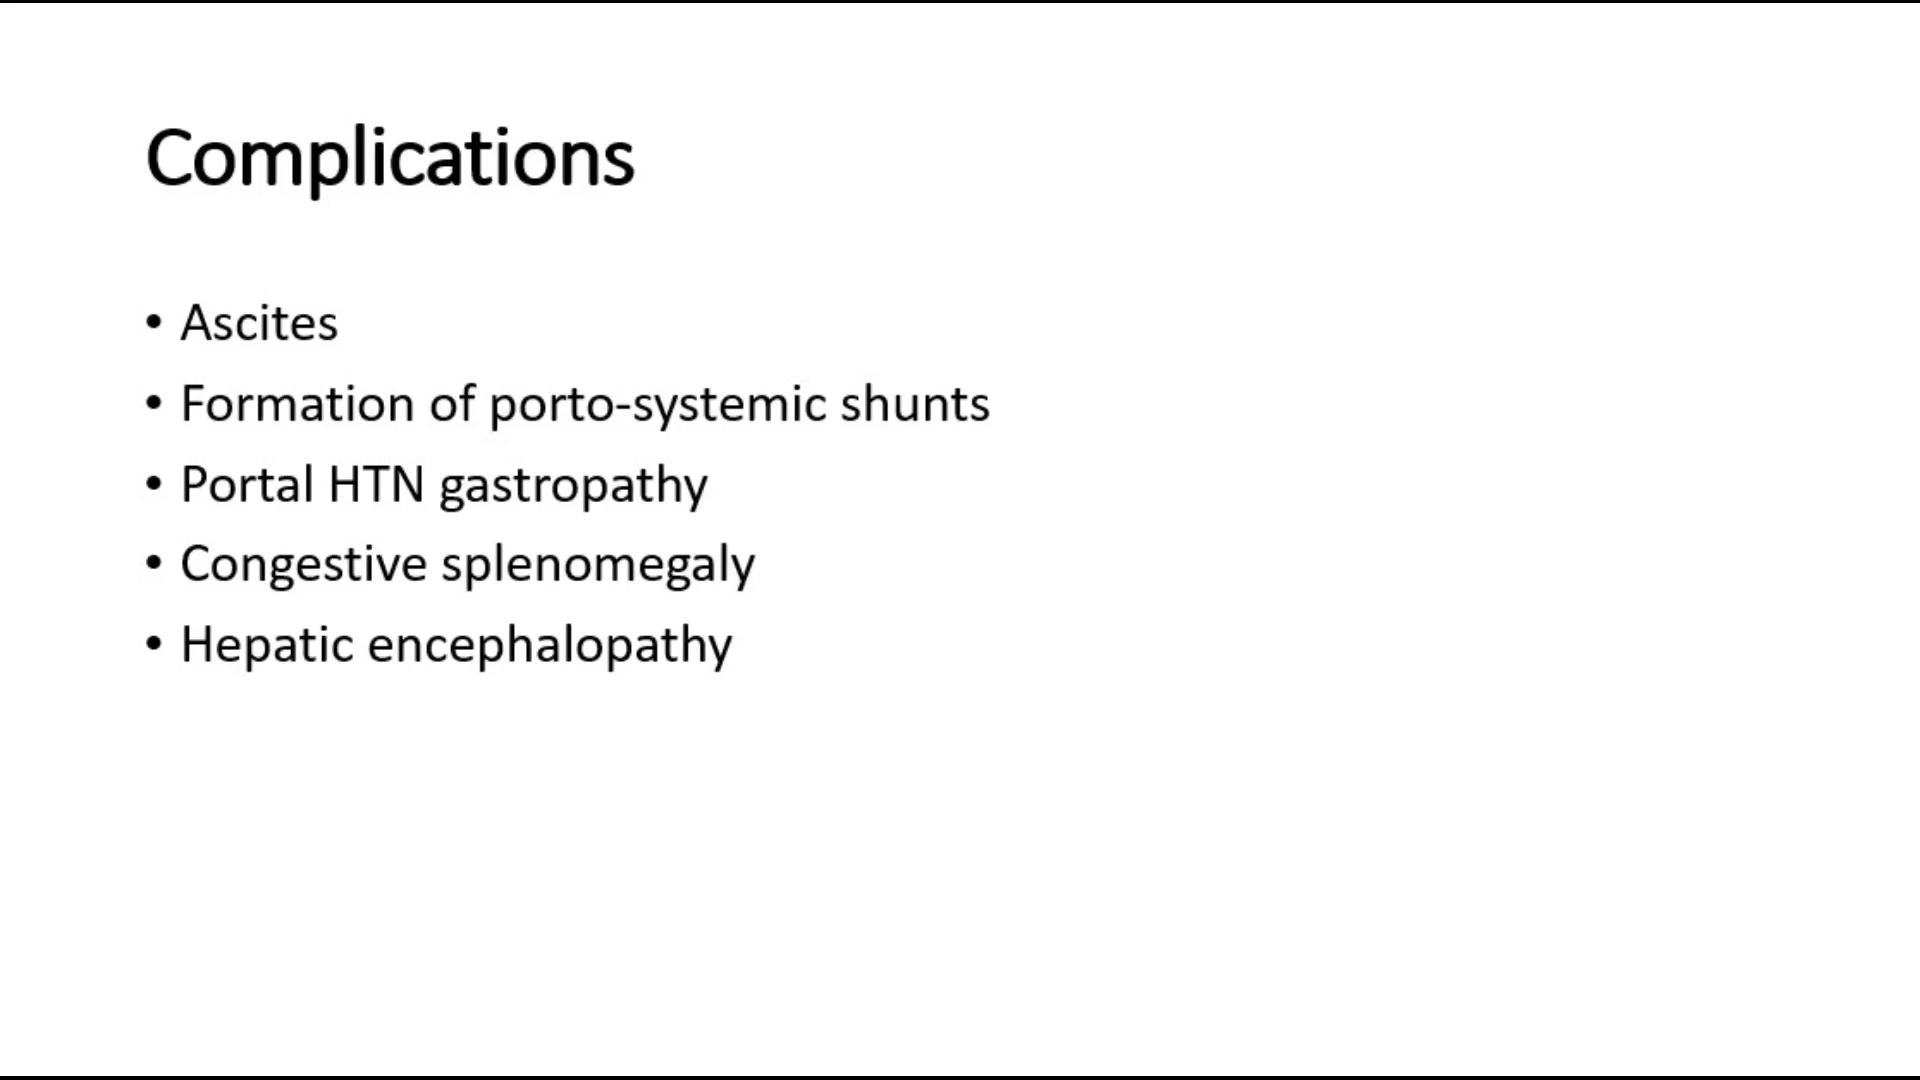 Complications
• Ascites
• Formation of porto-systemic shunts
• Portal HTN gastropathy
• Congestive splenomegaly
• Hepatic encephalopathy